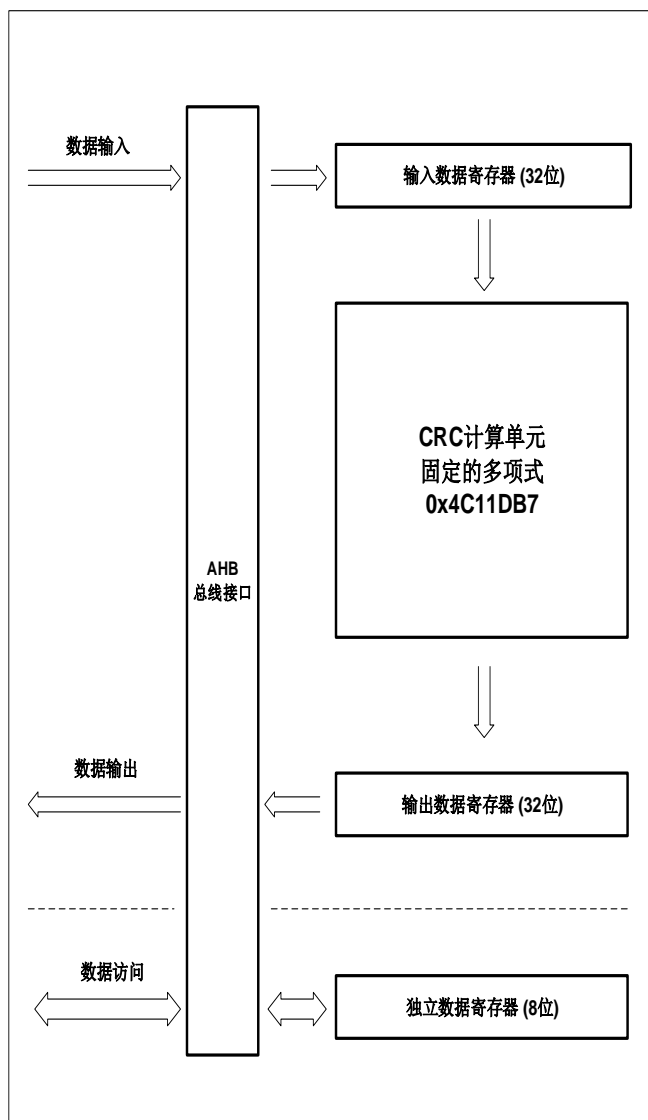 数据输入
输入数据寄存器 (32位)
CRC计算单元
固定的多项式
0x4C11DB7
AHB
总线接口
数据输出
输出数据寄存器 (32位)
数据访问
独立数据寄存器 (8位)